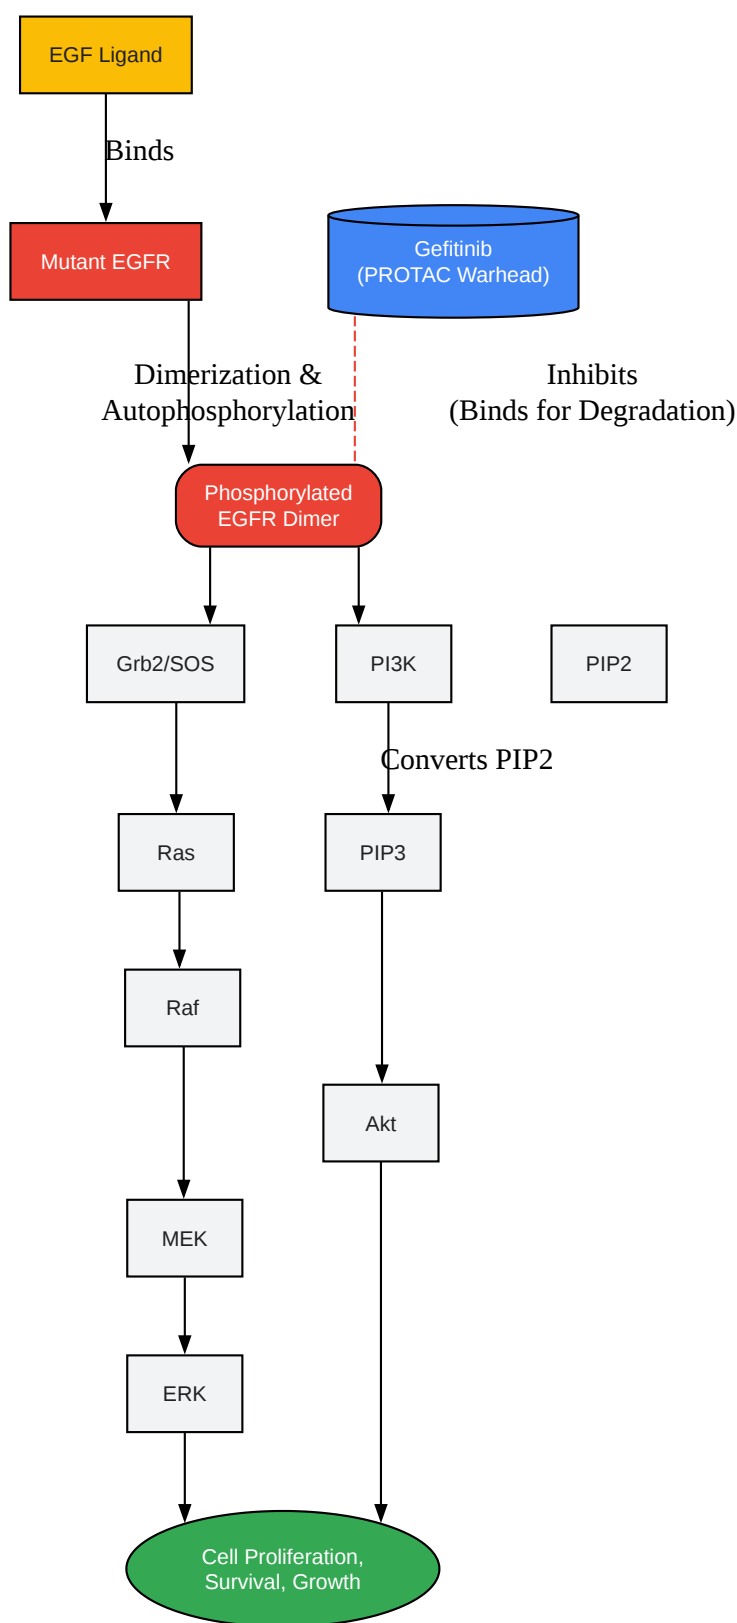 EGF Ligand
Binds
Mutant EGFR
Gefitinib
(PROTAC Warhead)
Dimerization &
Autophosphorylation
Inhibits
(Binds for Degradation)
Phosphorylated
EGFR Dimer
Grb2/SOS
PI3K
PIP2
Converts PIP2
Ras
PIP3
Raf
Akt
MEK
ERK
Cell Proliferation,
Survival, Growth